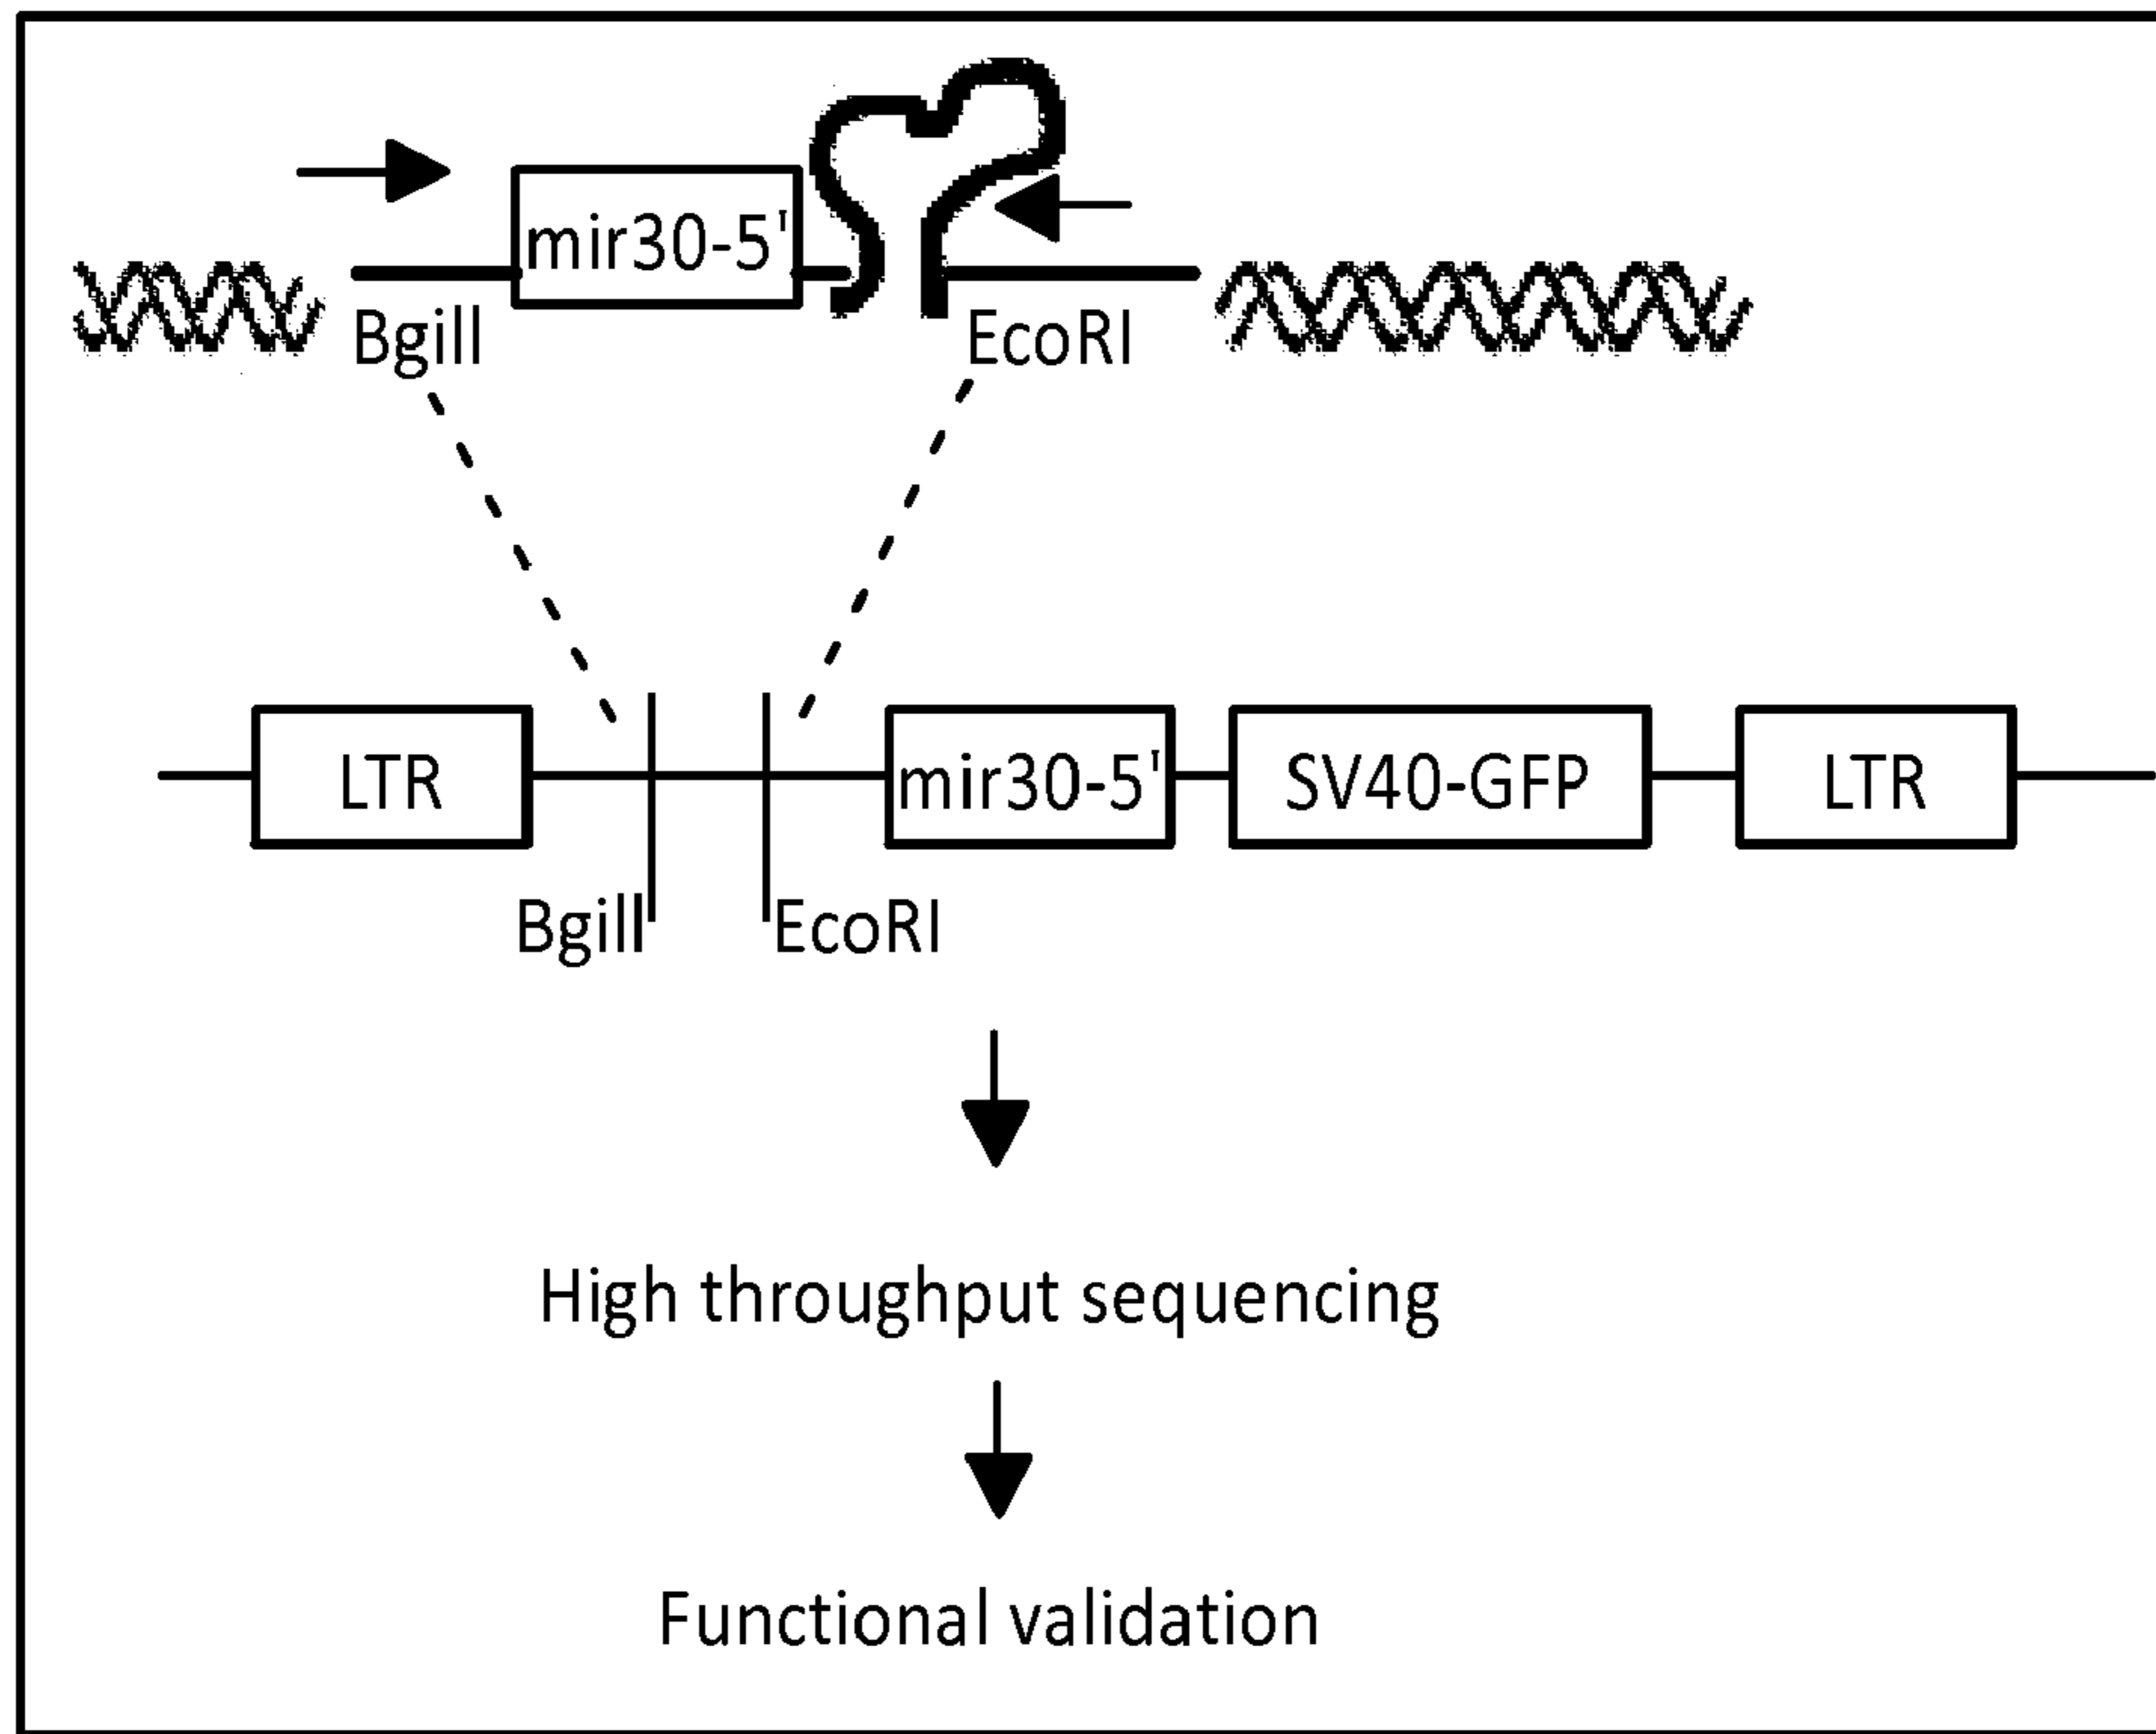 mir30-5'
Bgill EcoRI
LTR mir30-5' SV40-GFP LTR
Bgill EcoRI
High throughput sequencing
Functional validation